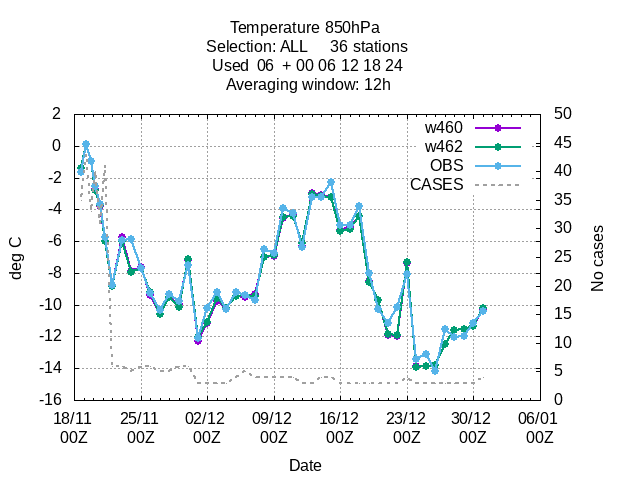 Temperature 850hPa
Selection: ALL 36 stations
Used 06 + 00 06 12 18 24
Averaging window: 12h
w460
w462
OBS
CASES
deg C
2
0
-2
-4
-6
-8
-10
-12
-14
-16
50
45
40
35
30
25
20
15
10
5
0
No cases
18/11 25/11 02/12 09/12 16/12 23/12 30/12 06/01
00Z 00Z 00Z 00Z 00Z 00Z 00Z 00Z
Date